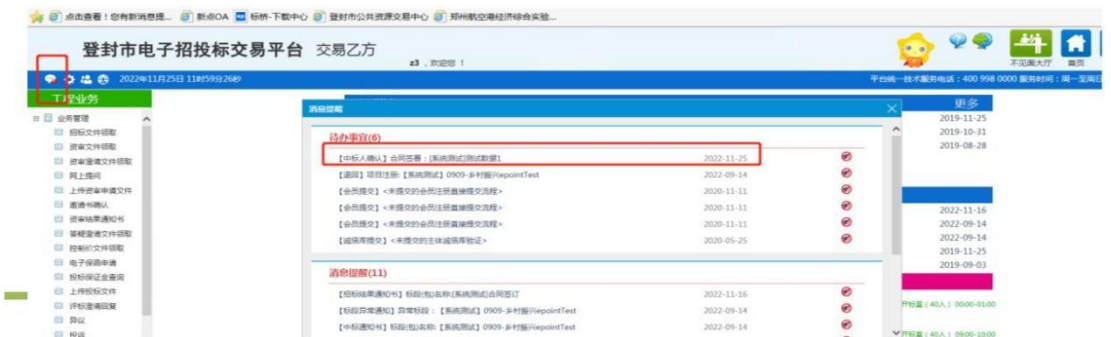 点击查看！您有新消息提... 新点OA 标桥-下载中心 登封市公共资源交易中心 郑州航空港经济综合实验...
登封市电子招投标交易平台 交易乙方
z3 ，欢迎您！
不见面大厅 首页
2022年11月25日 11时59分26秒
平台统一技术服务电话：400 998 0000 服务时间：周一至周日
工程业务
业务管理
招标文件领取
资审文件领取
资审澄清文件领取
网上提问
上传资审申请文件
邀请书确认
资审结果通知书
答疑澄清文件领取
控制价文件领取
电子保函申请
投标保证金查询
上传投标文件
评标澄清回复
异议
投诉
消息提醒
待办事宜(6)
【中标人确认】合同签署：[系统测试]测试数据1 2022-11-25
【退回】项目注册:【系统测试】0909-乡村振兴epointTest 2022-09-14
【会员提交】<未提交的会员注册直接提交流程> 2020-11-11
【会员提交】<未提交的会员注册直接提交流程> 2020-11-11
【会员提交】<未提交的会员注册直接提交流程> 2020-11-11
【诚信库提交】<未提交的主体诚信库验证> 2020-05-25
消息提醒(11)
【招标结果通知书】标段(包)名称:[系统测试]合同签订 2022-11-16
【标段异常通知】异常标段：【系统测试】0909-乡村振兴epointTest 2022-09-14
【中标通知书】标段(包)名称:【系统测试】0909-乡村振兴epointTest 2022-09-14
更多
2019-11-25
2019-10-31
2019-08-28
2022-11-16
2022-09-14
2022-09-14
2019-11-25
2019-09-03
开标室（40人）00:00-01:00
开标室（40人）09:00-10:00